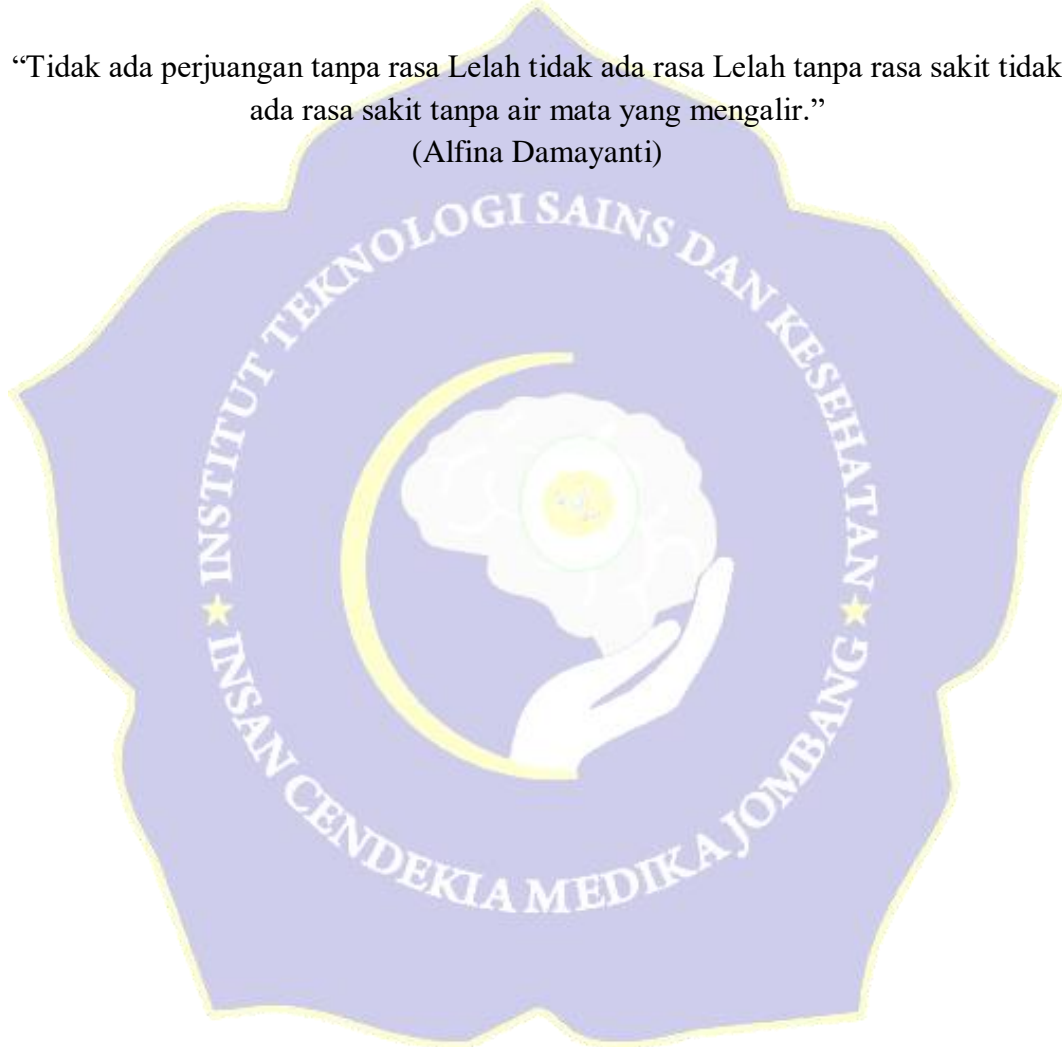 “Tidak ada perjuangan tanpa rasa Lelah tidak ada rasa Lelah tanpa rasa sakit tidak
ada rasa sakit tanpa air mata yang mengalir.”
(Alfina Damayanti)
INSTITUT TEKNOLOGI SAINS DAN KESEHATAN
INSAN CENDEKIA MEDIKA JOMBANG